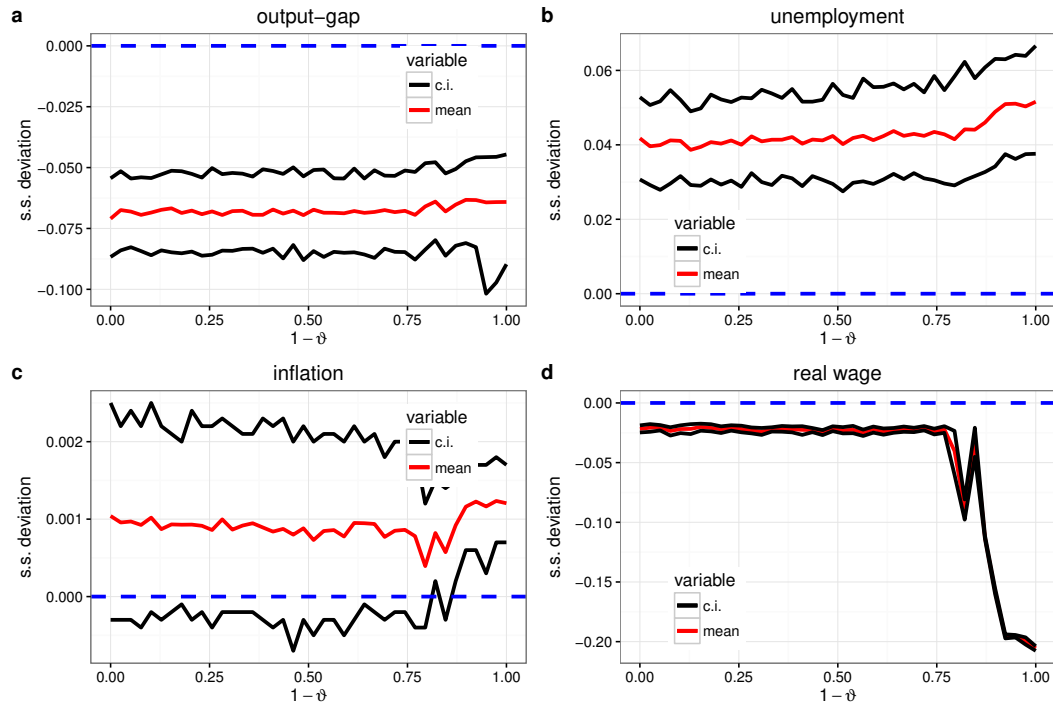 a
output−gap
s.s. deviation
0.000
−0.025
−0.050
−0.075
−0.100
variable
c.i.
mean
0.00 0.25 0.50 0.75 1.00
1 − ϑ
b
unemployment
s.s. deviation
0.06
0.04
0.02
0.00
variable
c.i.
mean
0.00 0.25 0.50 0.75 1.00
1 − ϑ
c
inflation
s.s. deviation
0.002
0.001
0.000
variable
c.i.
mean
0.00 0.25 0.50 0.75 1.00
1 − ϑ
d
real wage
s.s. deviation
0.00
−0.05
−0.10
−0.15
−0.20
variable
c.i.
mean
0.00 0.25 0.50 0.75 1.00
1 − ϑ